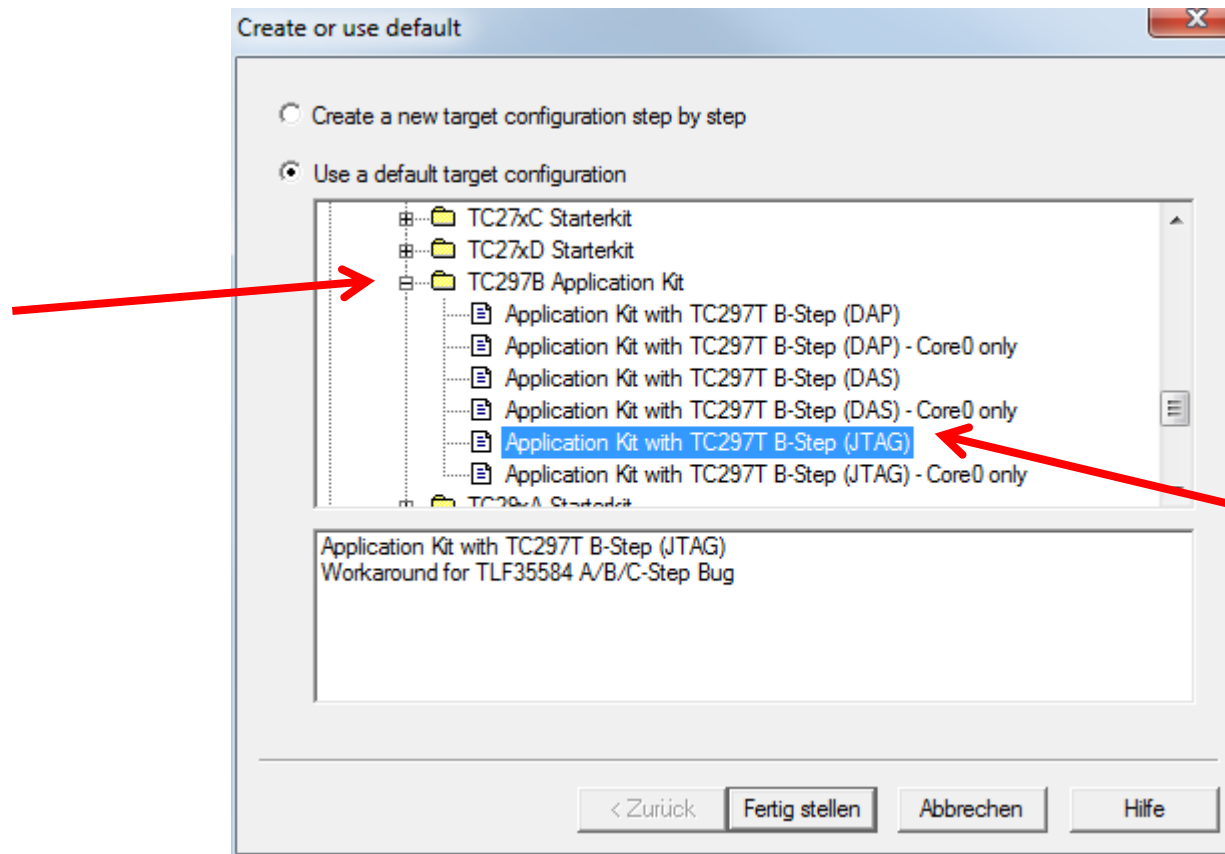 Create or use default
X
Create a new target configuration step by step
Use a default target configuration
TC27xC Starterkit
TC27xD Starterkit
TC297B Application Kit
Application Kit with TC297T B-Step (DAP)
Application Kit with TC297T B-Step (DAP) - Core0 only
Application Kit with TC297T B-Step (DAS)
Application Kit with TC297T B-Step (DAS) - Core0 only
Application Kit with TC297T B-Step (JTAG)
Application Kit with TC297T B-Step (JTAG) - Core0 only
TC29xA Starterkit
Application Kit with TC297T B-Step (JTAG)
Workaround for TLF35584 A/B/C-Step Bug
< Zurück Fertig stellen Abbrechen Hilfe